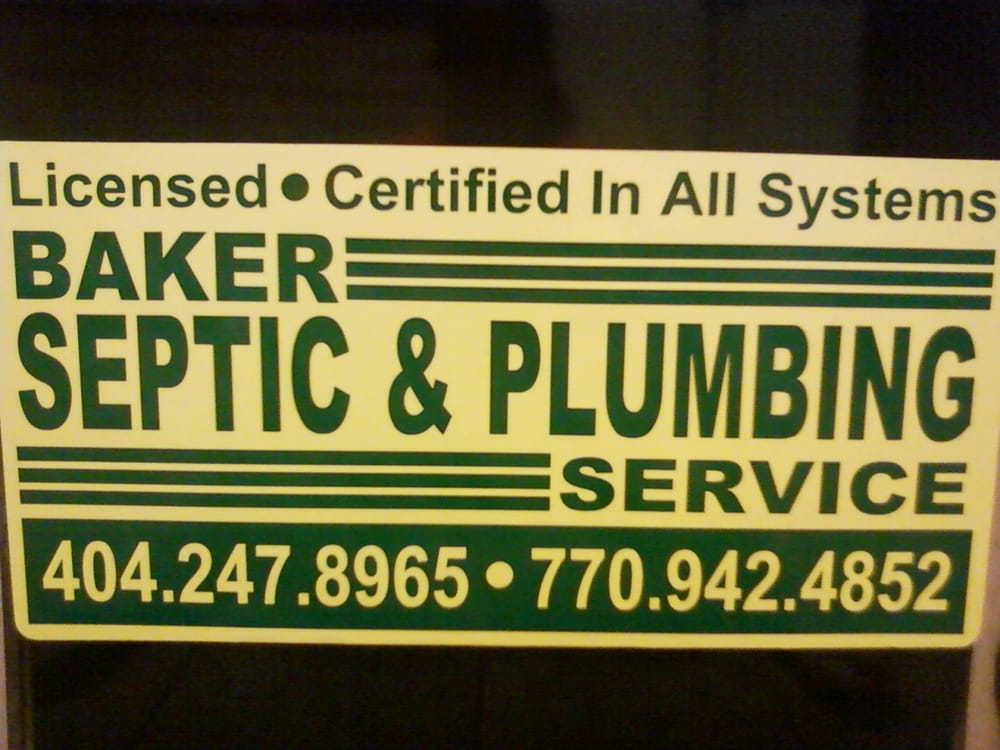 Licensed • Certified In All Systems
BAKER
SEPTIC & PLUMBING
SERVICE
404.247.8965 • 770.942.4852